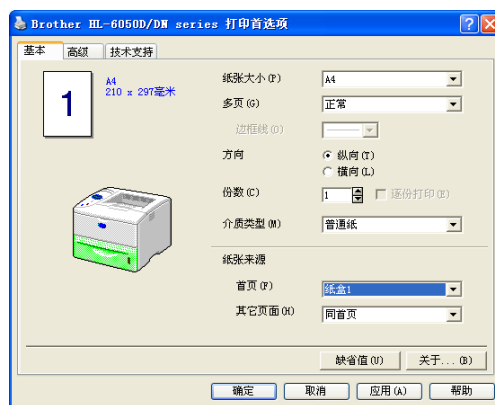 Brother HL-6050D/DN series 打印首选项
基本 高级 技术支持
1
A4
210 x 297毫米
纸张大小(P) A4
多页(G) 正常
边框线(O)
方向 纵向(T)
横向(L)
份数(C) 1 逐份打印(E)
介质类型(M) 普通纸
纸张来源
首页(F) 纸盒1
其它页面(H) 同首页
缺省值(U) 关于...(B)
确定 取消 应用(A) 帮助